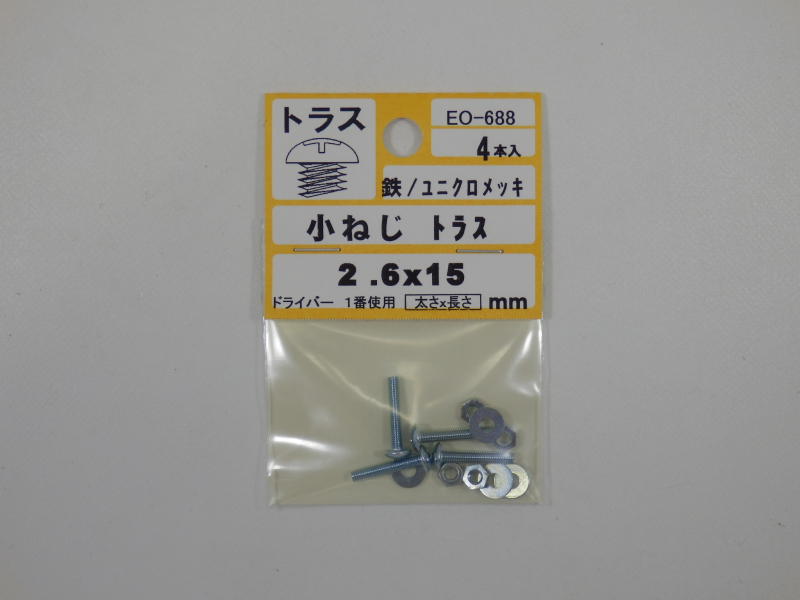 トラス
EO-688
4本入
鉄/ユニクロメッキ
小ねじ トラス
2.6x15
ドライバー 1番使用 太さx長さ mm